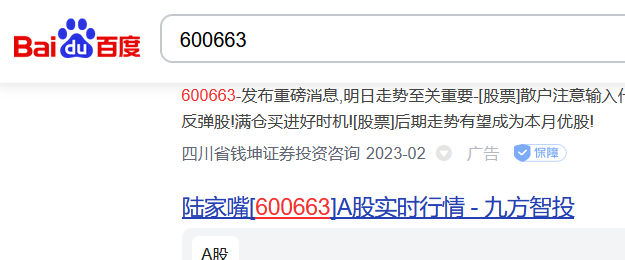 Bai du 百度
600663
600663-发布重磅消息,明日走势至关重要-[股票]散户注意输入
反弹股!满仓买进好时机![股票]后期走势有望成为本月优股!
四川省钱坤证券投资咨询 2023-02 广告 保障
陆家嘴[600663]A股实时行情 - 九方智投
A股